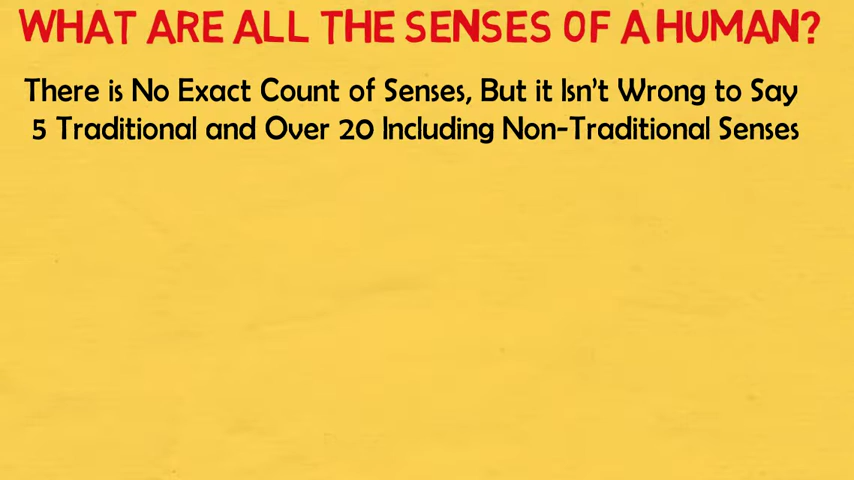 WHAT ARE ALL THE SENSES OF A HUMAN?
There is No Exact Count of Senses, But it Isn't Wrong to Say
5 Traditional and Over 20 Including Non-Traditional Senses